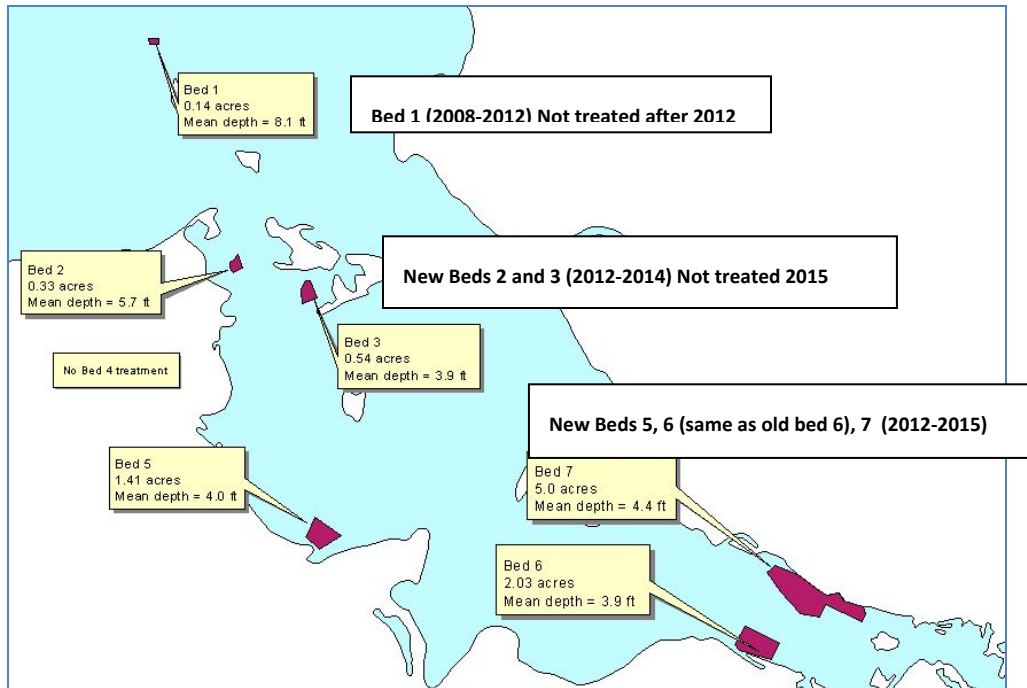 Bed 1
0.14 acres
Mean depth = 8.1 ft
Bed 1 (2008-2012) Not treated after 2012
Bed 2
0.33 acres
Mean depth = 5.7 ft
New Beds 2 and 3 (2012-2014) Not treated 2015
Bed 3
0.54 acres
Mean depth = 3.9 ft
No Bed 4 treatment
New Beds 5, 6 (same as old bed 6), 7 (2012-2015)
Bed 5
1.41 acres
Mean depth = 4.0 ft
Bed 7
5.0 acres
Mean depth = 4.4 ft
Bed 6
2.03 acres
Mean depth = 3.9 ft